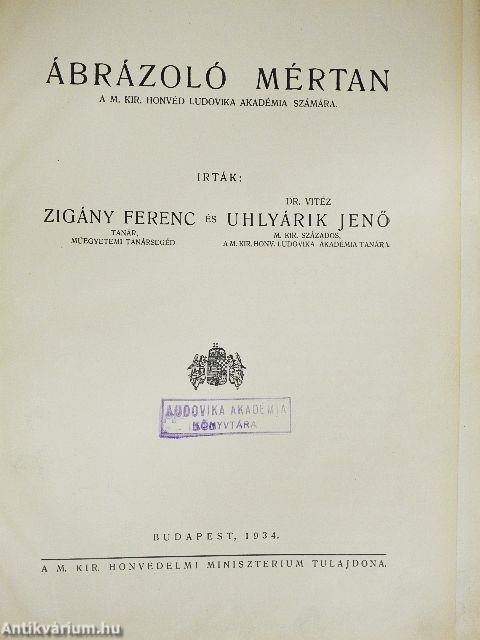 ÁBRÁZOLÓ MÉRTAN
A M. KIR. HONVÉD LUDOVIKA AKADÉMIA SZÁMÁRA.
IRTÁK:
ZIGÁNY FERENC
TANÁR,
MŰEGYETEMI TANÁRSEGÉD
ÉS
DR. VITÉZ
UHLYÁRIK JENŐ
M. KIR. SZÁZADOS,
A M. KIR. HONV. LUDOVIKA AKADÉMIA TANÁRA
LUDOVIKA AKADÉMIA
KÖNYVTÁRA
BUDAPEST, 1934.
A M. KIR. HONVÉDELMI MINISZTERIUM TULAJDONA.
Antikvárium.hu